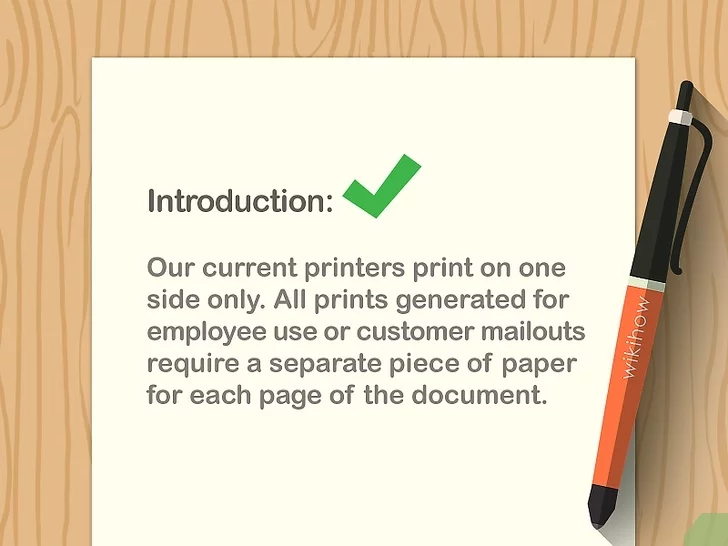 Introduction:
Our current printers print on one
side only. All prints generated for
employee use or customer mailouts
require a separate piece of paper
for each page of the document.
wikihow